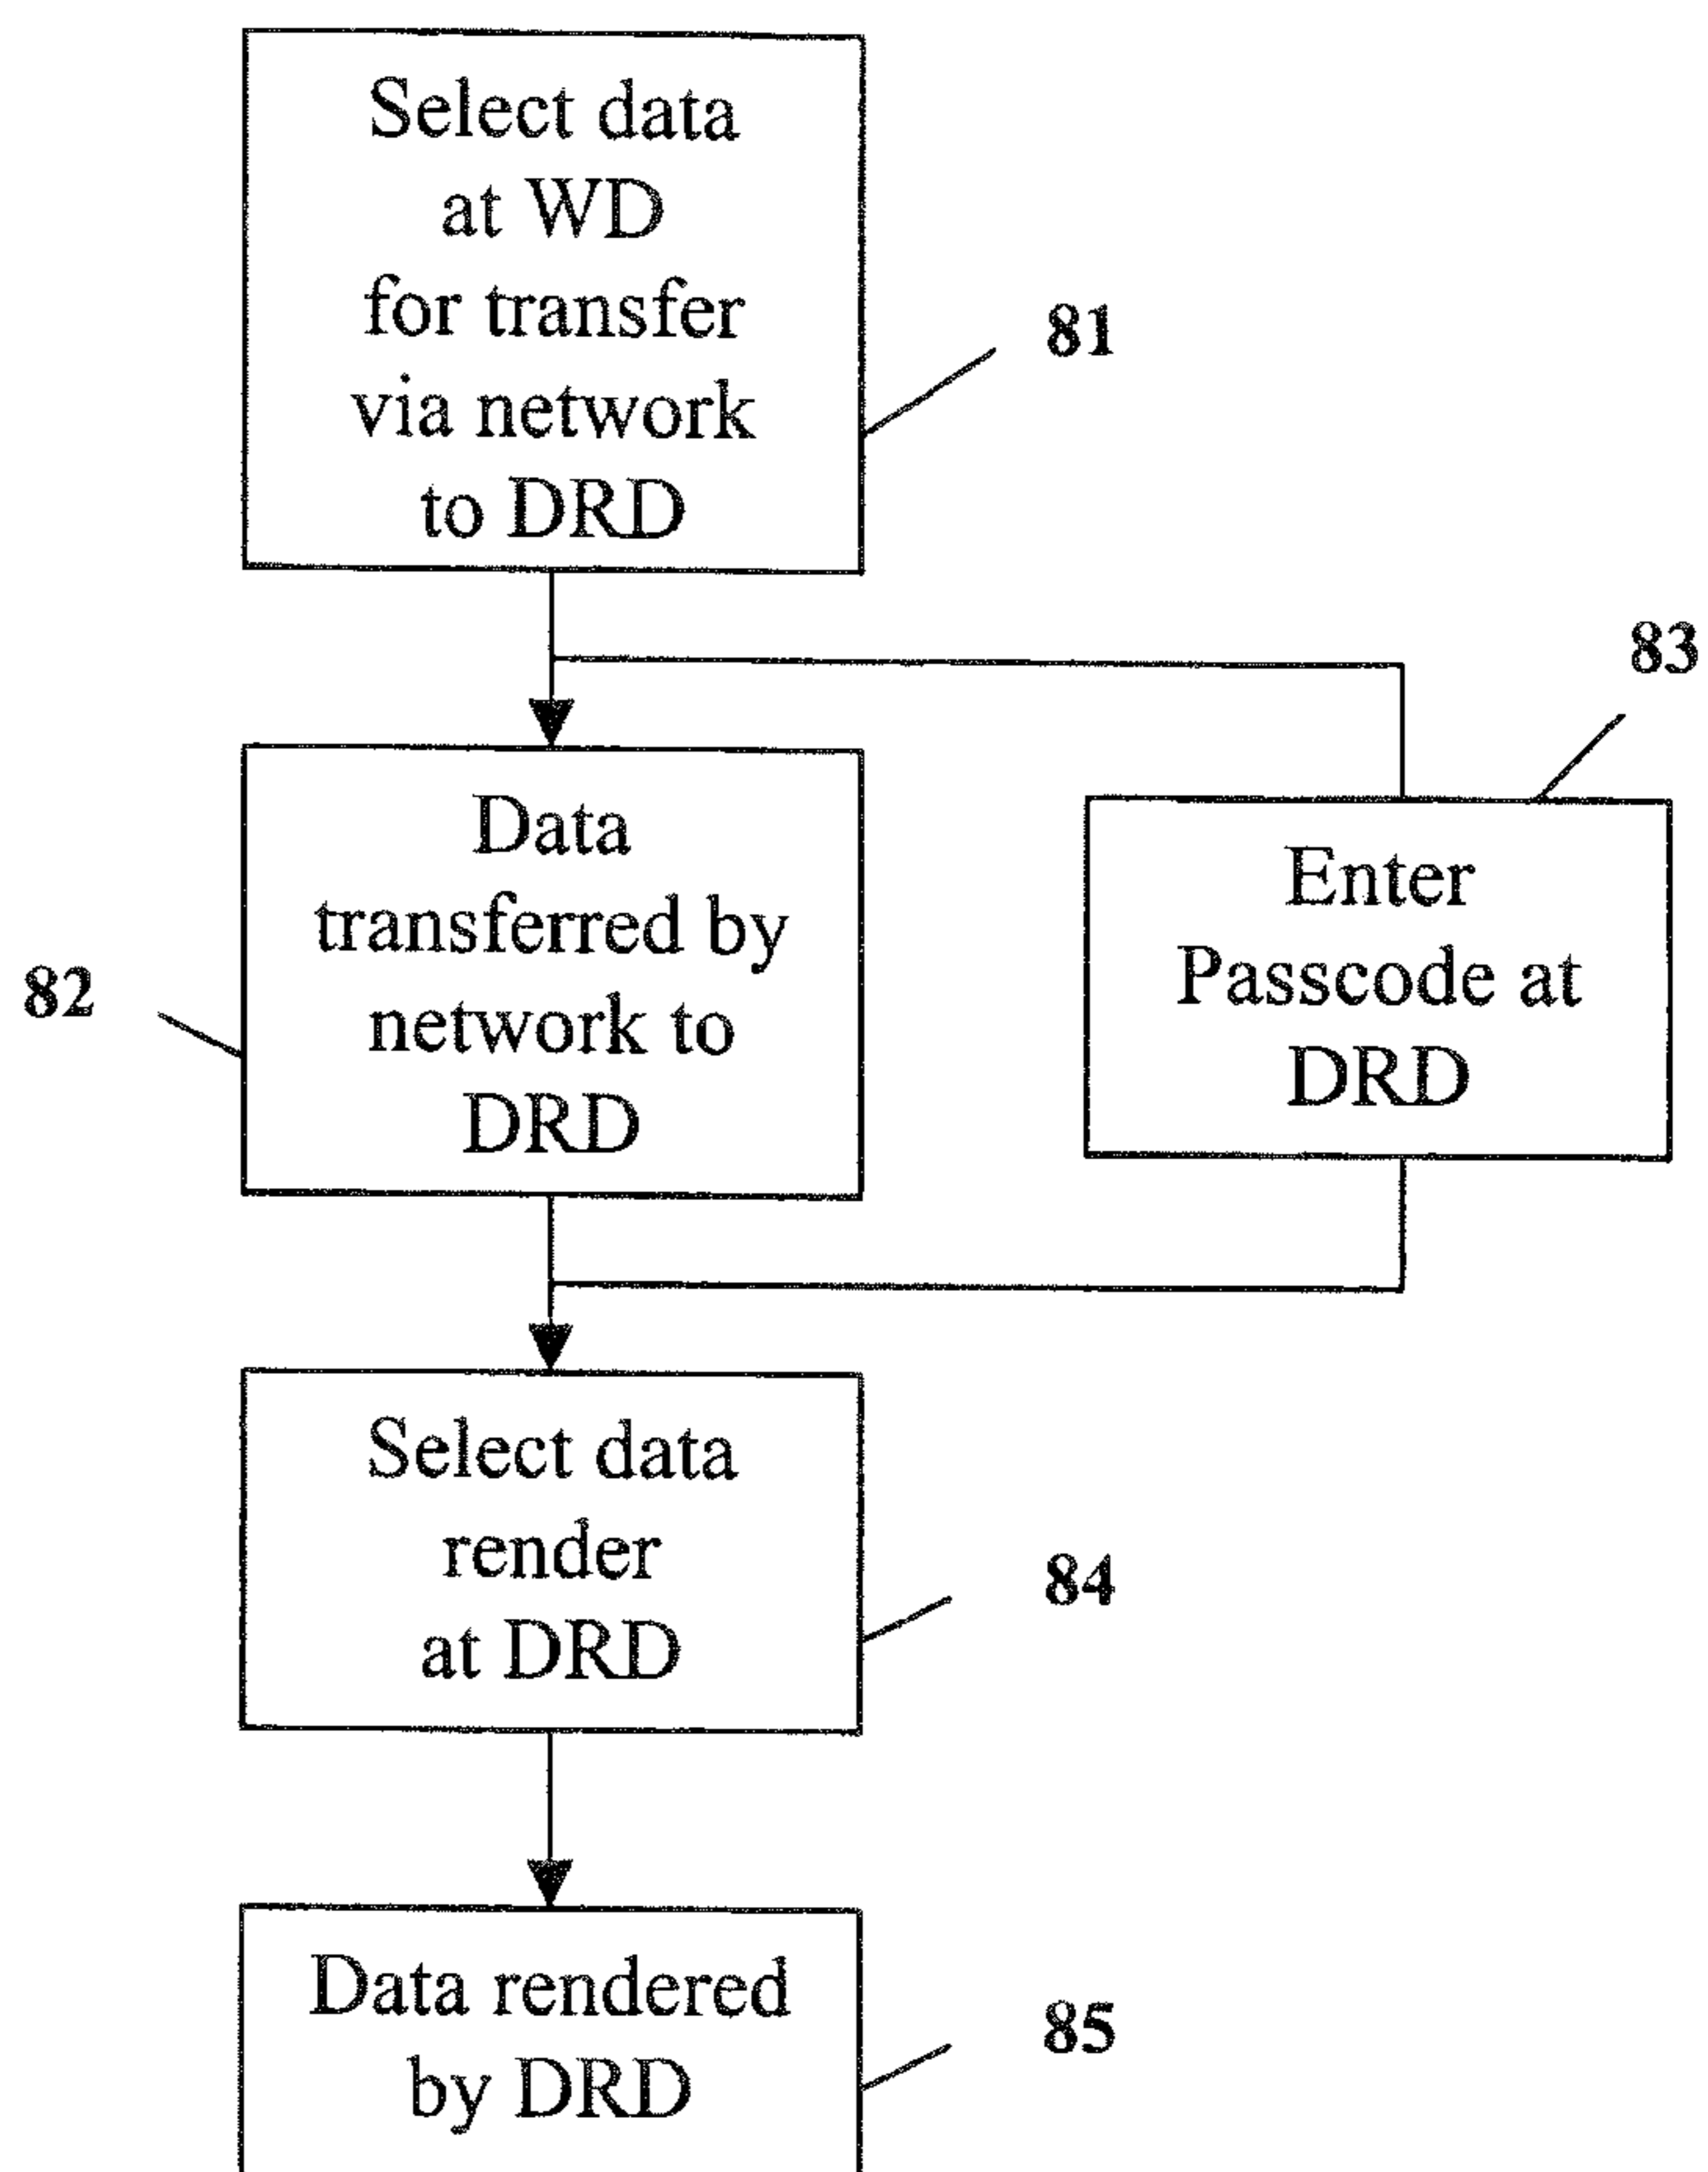 Select data
at WD
for transfer
via network
to DRD
81
83
Data
transferred by
network to
DRD
82
Enter
Passcode at
DRD
Select data
render
at DRD
84
Data rendered
by DRD
85